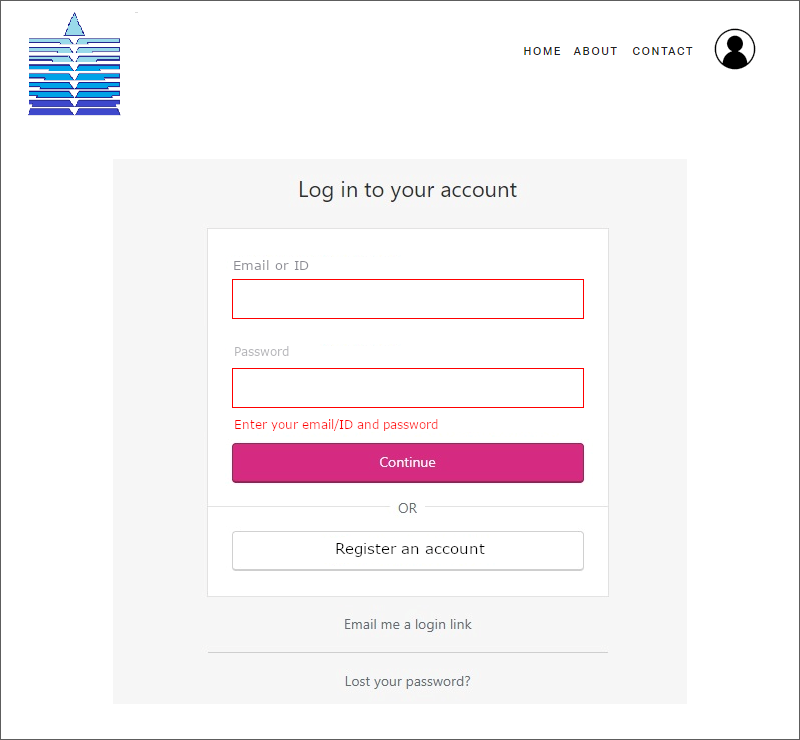 HOME ABOUT CONTACT
Log in to your account
Email or ID
Password
Enter your email/ID and password
Continue
OR
Register an account
Email me a login link
Lost your password?